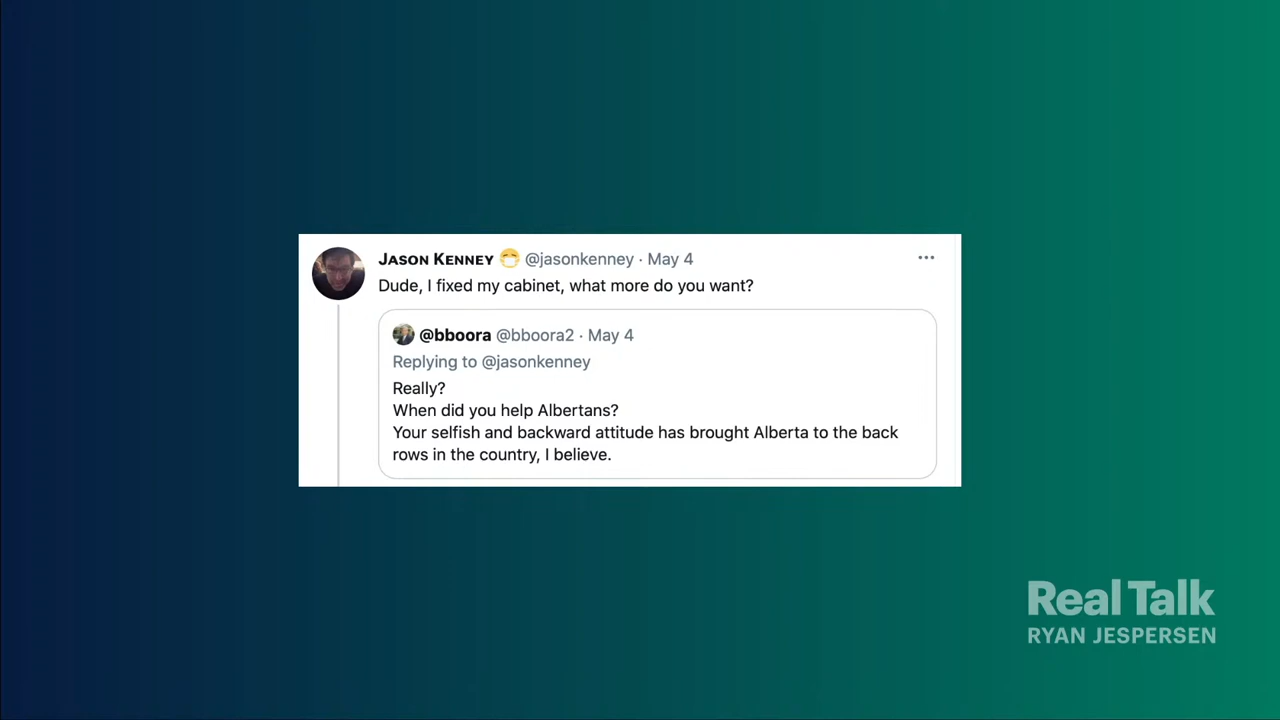 Jason Kenney 😷 @jasonkenney · May 4
Dude, I fixed my cabinet, what more do you want?
@bboora @bboora2 · May 4
Replying to @jasonkenney
Really?
When did you help Albertans?
Your selfish and backward attitude has brought Alberta to the back
rows in the country, I believe.
Real Talk
RYAN JESPERSEN